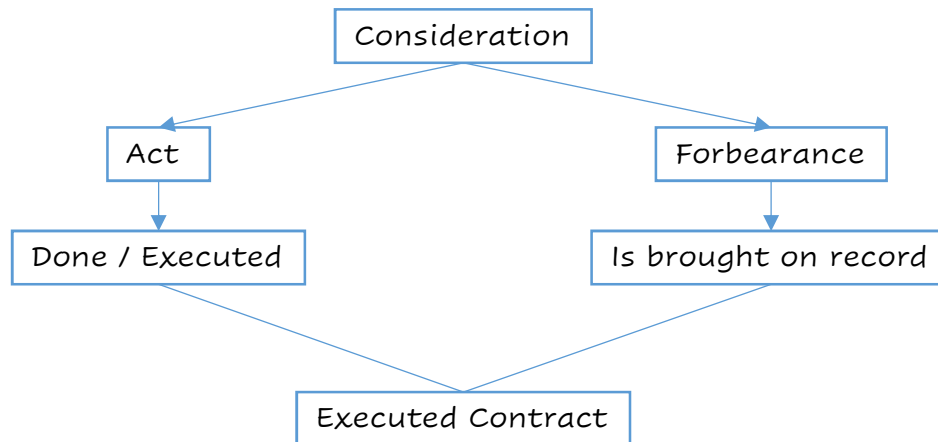 Consideration
Act
Forbearance
Done / Executed
Is brought on record
Executed Contract